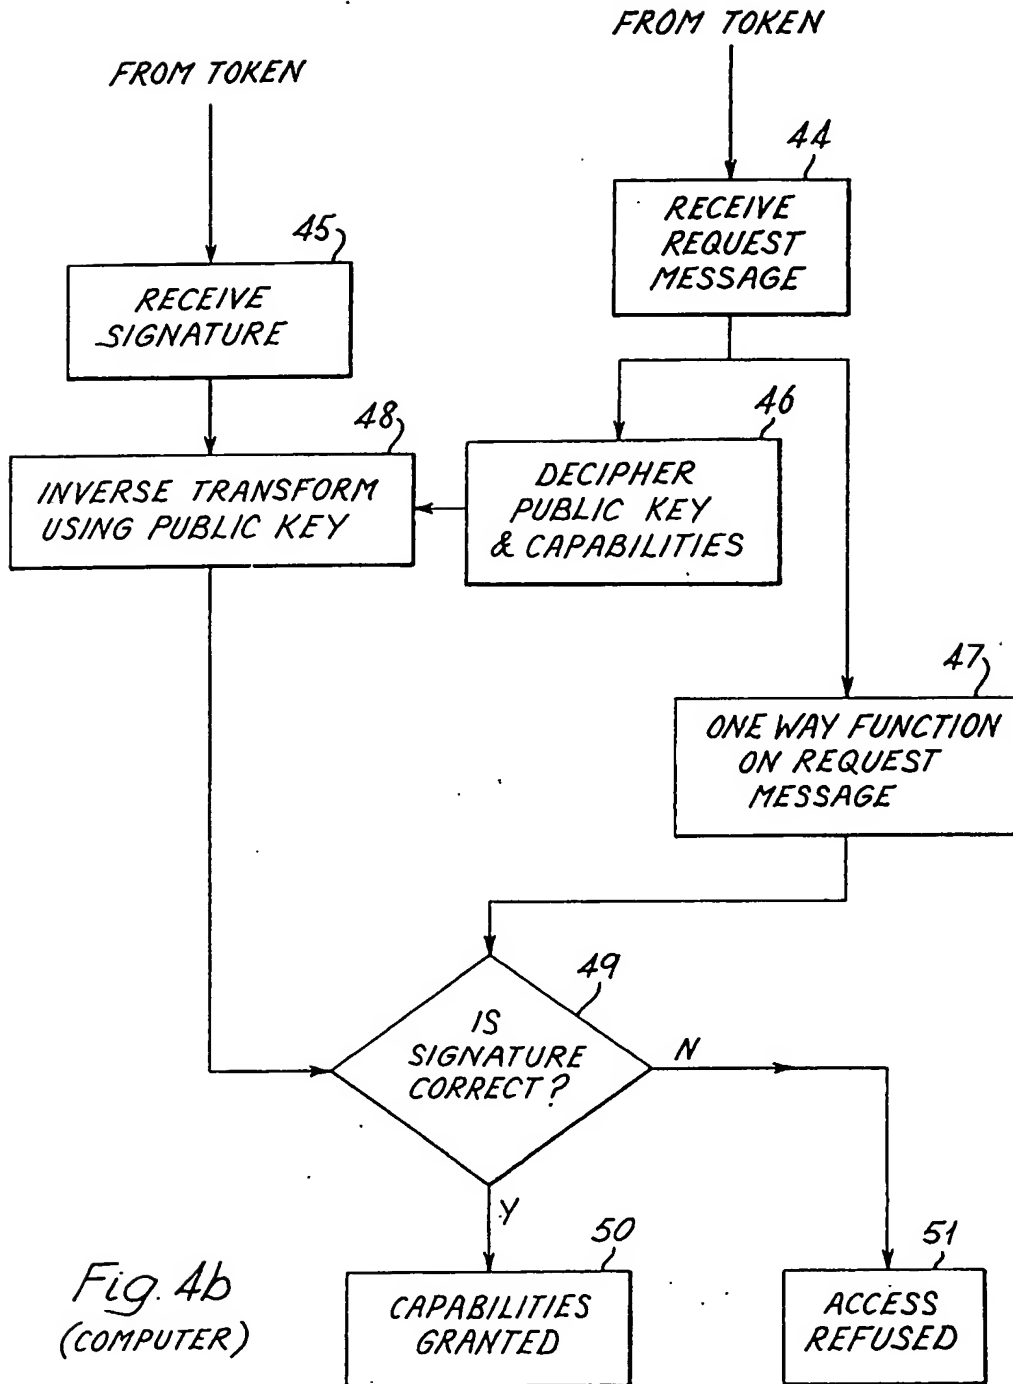 FROM TOKEN
FROM TOKEN
44
RECEIVE
REQUEST
MESSAGE
45
RECEIVE
SIGNATURE
46
DECIPHER
PUBLIC KEY
& CAPABILITIES
48
INVERSE TRANSFORM
USING PUBLIC KEY
47
ONE WAY FUNCTION
ON REQUEST
MESSAGE
49
IS
SIGNATURE
CORRECT?
N
Y
50
CAPABILITIES
GRANTED
51
ACCESS
REFUSED
Fig. 4b
(COMPUTER)